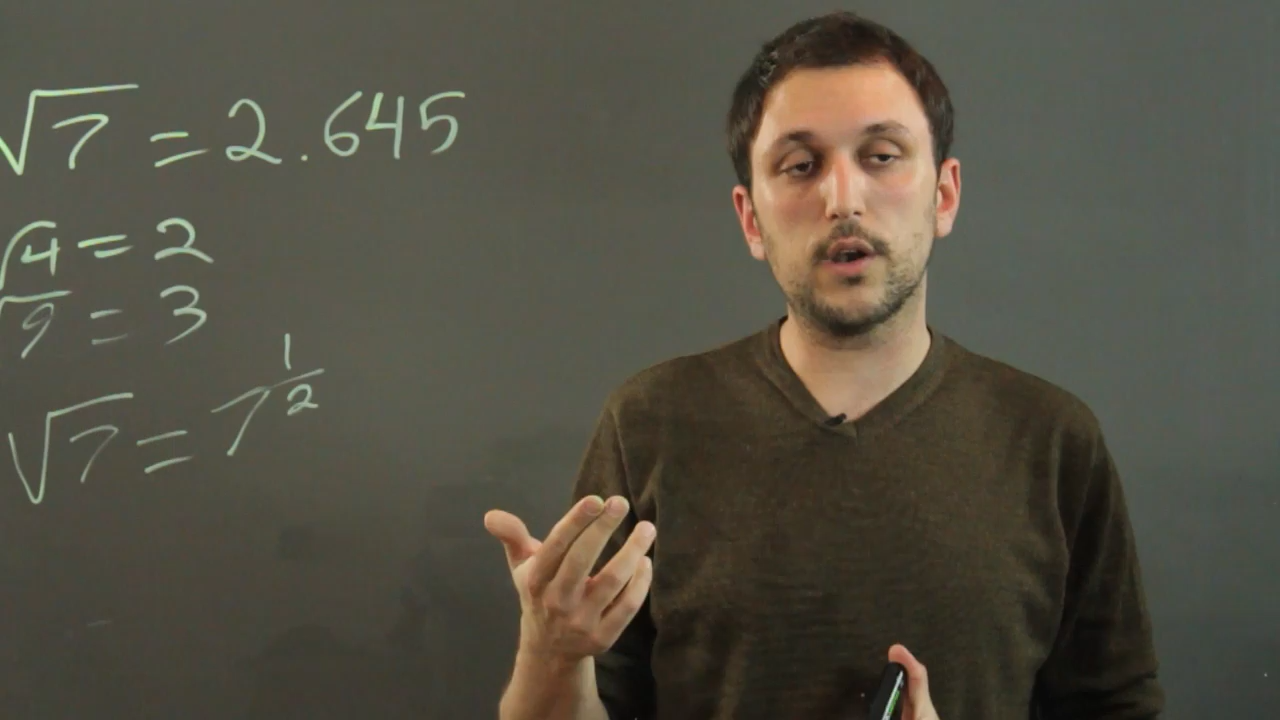 √7 = 2.645
√4 = 2
√9 = 3
√7 = 7^1/2